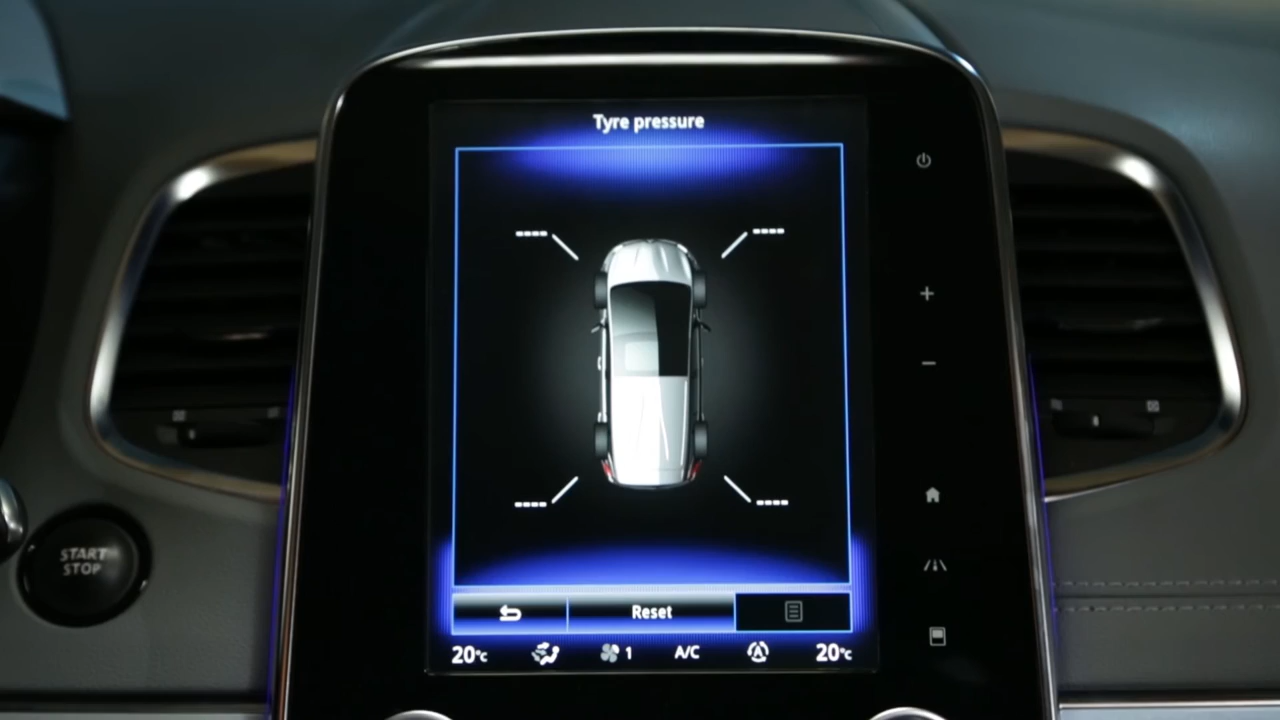 Tyre pressure
---- ----
---- ----
START
STOP
Reset
20°C 1 A/C 20°C